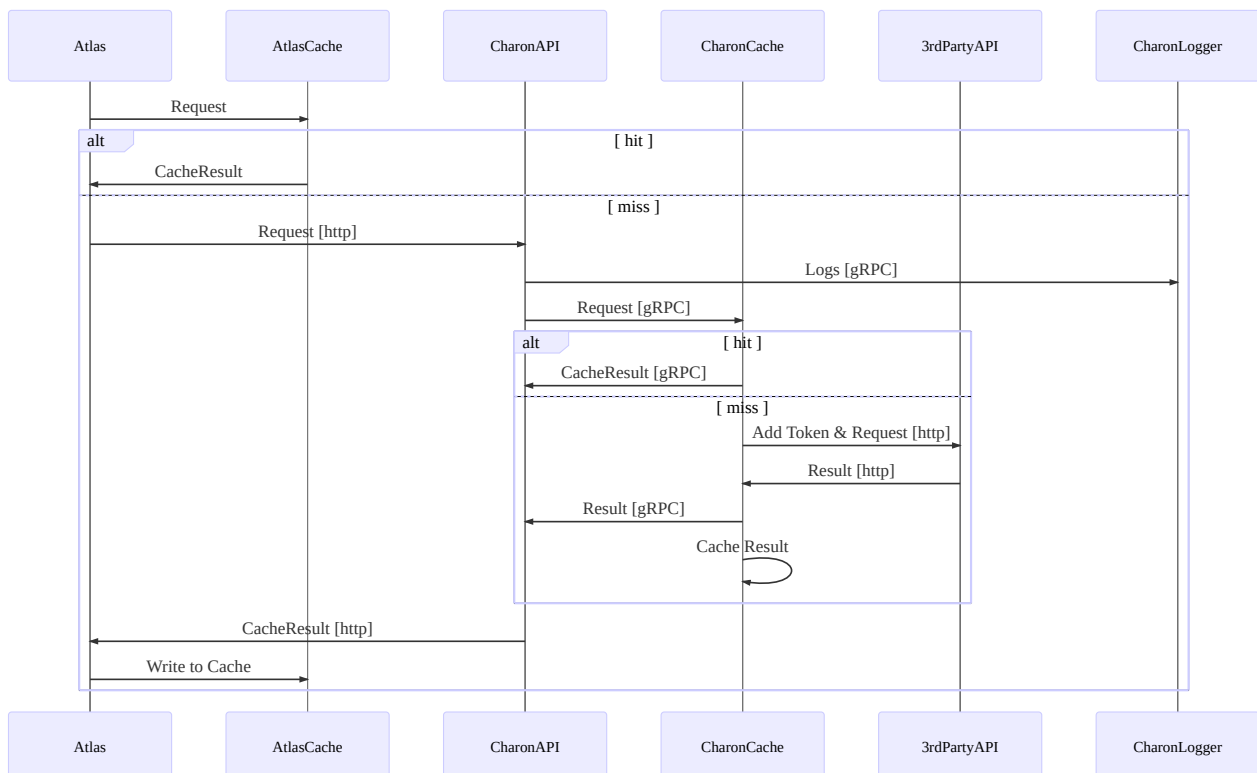 Atlas
AtlasCache
CharonAPI
CharonCache
3rdPartyAPI
CharonLogger
Request
alt
[ hit ]
CacheResult
[ miss ]
Request [http]
Logs [gRPC]
Request [gRPC]
alt
[ hit ]
CacheResult [gRPC]
[ miss ]
Add Token & Request [http]
Result [http]
Result [gRPC]
Cache Result
CacheResult [http]
Write to Cache
Atlas
AtlasCache
CharonAPI
CharonCache
3rdPartyAPI
CharonLogger